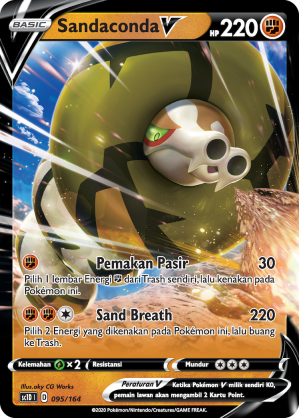 BASIC Sandaconda V HP 220
Pemakan Pasir 30
Pilih 1 lembar Energi dari Trash sendiri, lalu kenakan pada
Pokémon ini.
Sand Breath 220
Pilih 2 Energi yang dikenakan pada Pokémon ini, lalu buang
ke Trash.
Kelemahan × 2 Resistansi Mundur
Illus. aky CG Works
sc1D I D 095/164
Peraturan V Ketika Pokémon V milik sendiri KO,
pemain lawan akan mengambil 2 Kartu Point.
©2020 Pokémon/Nintendo/Creatures/GAME FREAK.